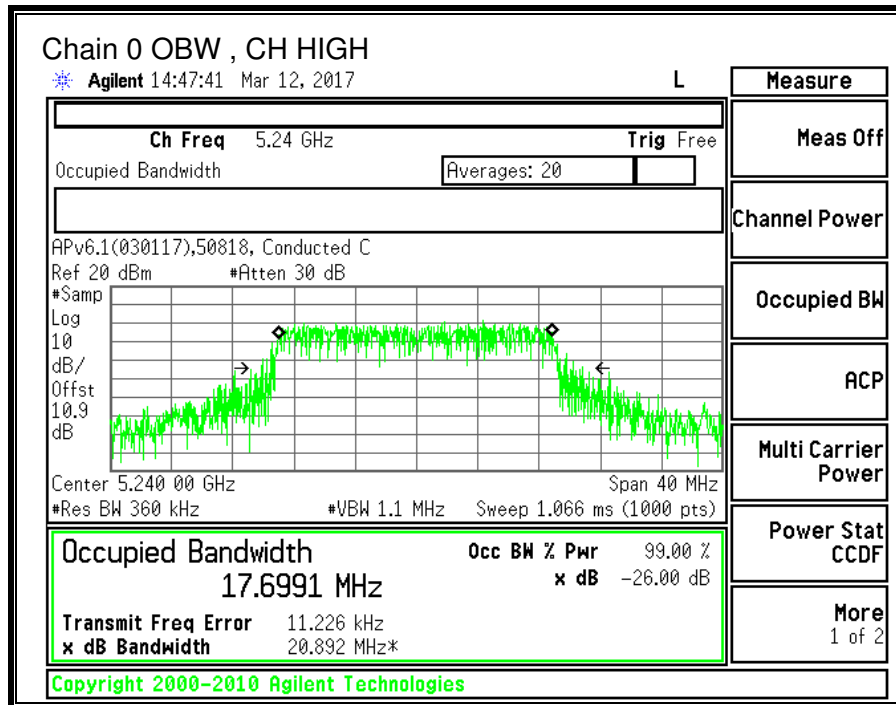 Chain 0 OBW , CH HIGH
Agilent 14:47:41 Mar 12, 2017 L Measure
Ch Freq 5.24 GHz Trig Free
Meas Off
Occupied Bandwidth Averages: 20
Channel Power
APv6.1(030117),50818, Conducted C
Ref 20 dBm #Atten 30 dB
#Samp
Log
10
dB/
Offst
10.9
dB
Occupied BW
ACP
Multi Carrier
Power
Center 5.240 00 GHz Span 40 MHz
#Res BW 360 kHz #VBW 1.1 MHz Sweep 1.066 ms (1000 pts)
Power Stat
CCDF
Occupied Bandwidth Occ BW % Pwr 99.00 %
17.6991 MHz x dB -26.00 dB
Transmit Freq Error 11.226 kHz
x dB Bandwidth 20.892 MHz*
More
1 of 2
Copyright 2000-2010 Agilent Technologies